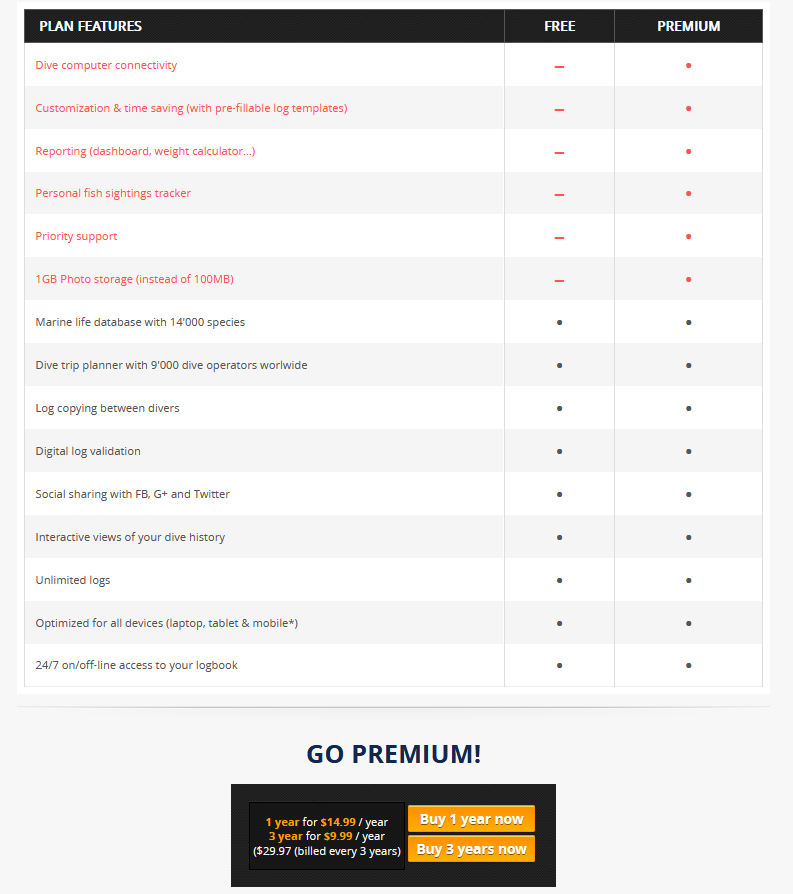 PLAN FEATURES FREE PREMIUM
Dive computer connectivity – •
Customization & time saving (with pre-fillable log templates) – •
Reporting (dashboard, weight calculator...) – •
Personal fish sightings tracker – •
Priority support – •
1GB Photo storage (instead of 100MB) – •
Marine life database with 14'000 species • •
Dive trip planner with 9'000 dive operators worlwide • •
Log copying between divers • •
Digital log validation • •
Social sharing with FB, G+ and Twitter • •
Interactive views of your dive history • •
Unlimited logs • •
Optimized for all devices (laptop, tablet & mobile*) • •
24/7 on/off-line access to your logbook • •
GO PREMIUM!
1 year for $14.99 / year
3 year for $9.99 / year
($29.97 (billed every 3 years)
Buy 1 year now
Buy 3 years now